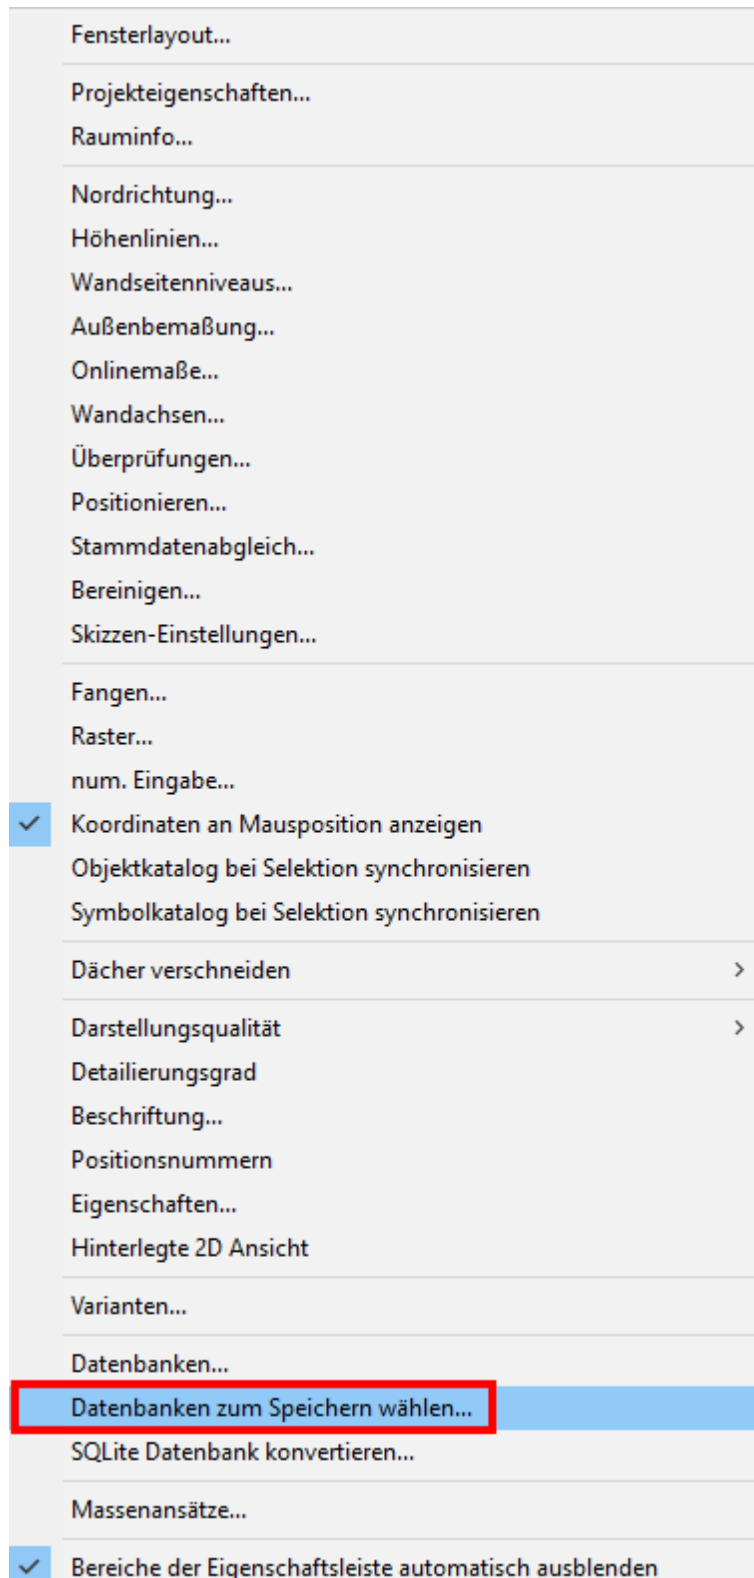 Fensterlayout...
Projekteigenschaften...
Rauminfo...
Nordrichtung...
Höhenlinien...
Wandseitenniveaus...
Außenbemaßung...
Onlinemaße...
Wandachsen...
Überprüfungen...
Positionieren...
Stammdatenabgleich...
Bereinigen...
Skizzen-Einstellungen...
Fangen...
Raster...
num. Eingabe...
Koordinaten an Mausposition anzeigen
Objektkatalog bei Selektion synchronisieren
Symbolkatalog bei Selektion synchronisieren
Dächer verschneiden
Darstellungsqualität
Detailierungsgrad
Beschriftung...
Positionsnummern
Eigenschaften...
Hinterlegte 2D Ansicht
Varianten...
Datenbanken...
Datenbanken zum Speichern wählen...
SQLite Datenbank konvertieren...
Massenansätze...
Bereiche der Eigenschaftsleiste automatisch ausblenden